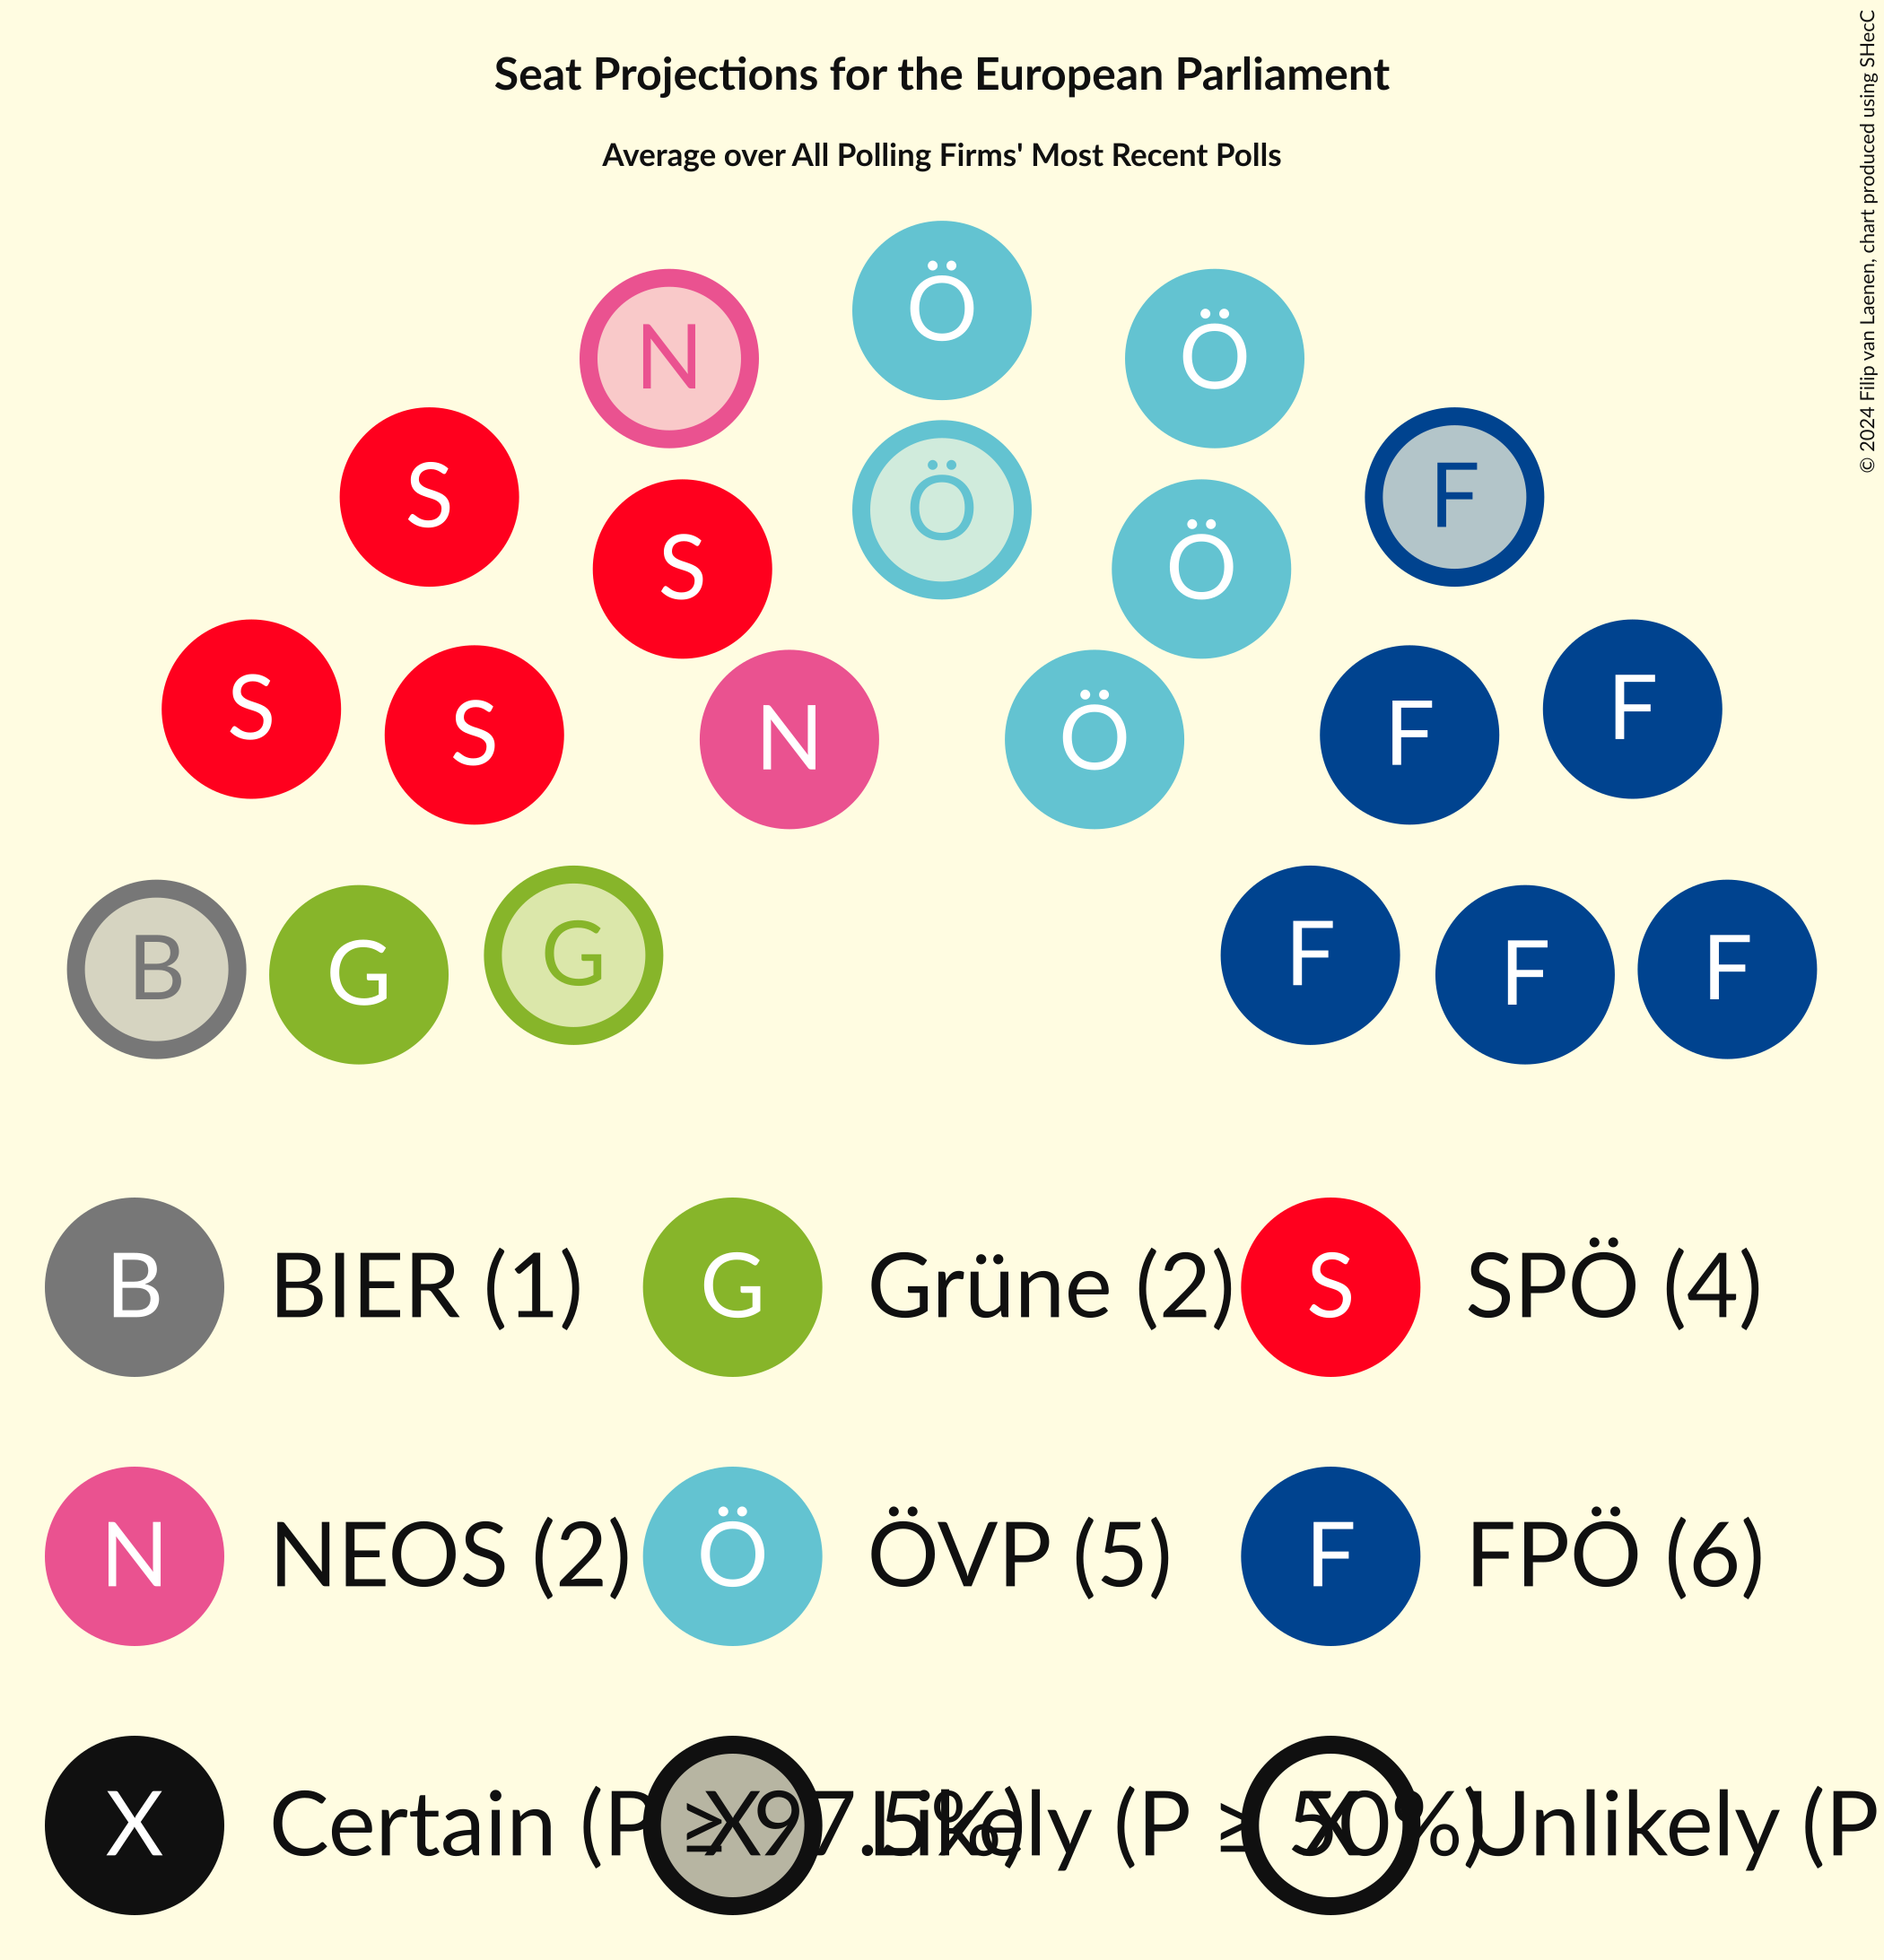 Seat Projections for the European Parliament
Average over All Polling Firms' Most Recent Polls
© 2024 Filip van Laenen, chart produced using SHecC
Ö
N Ö
S Ö F
S Ö
S S N Ö F F
B G G F F F
B BIER (1) G Grüne (2) S SPÖ (4)
N NEOS (2) Ö ÖVP (5) F FPÖ (6)
X Certain (P ≥ 97.5%) X Likely (P ≥ 50%) X Unlikely (P